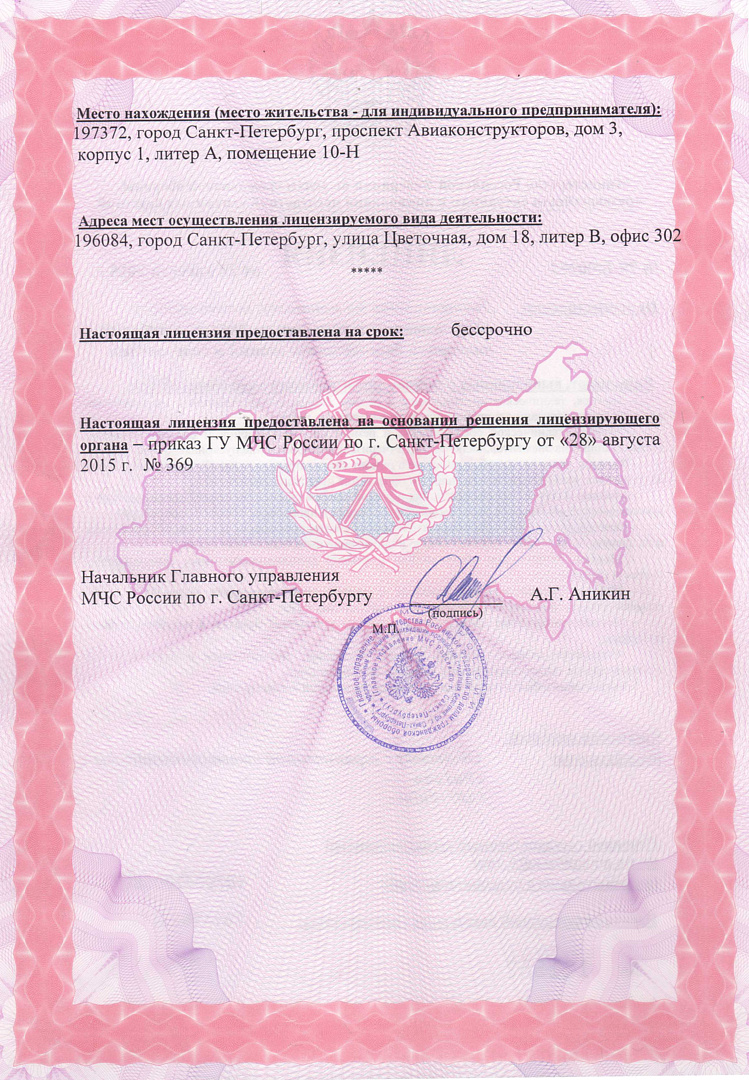 Место нахождения (место жительства - для индивидуального предпринимателя):
197372, город Санкт-Петербург, проспект Авиаконструкторов, дом 3,
корпус 1, литер А, помещение 10-Н
Адреса мест осуществления лицензируемого вида деятельности:
196084, город Санкт-Петербург, улица Цветочная, дом 18, литер В, офис 302
*****
Настоящая лицензия предоставлена на срок: бессрочно
Настоящая лицензия предоставлена на основании решения лицензирующего
органа – приказ ГУ МЧС России по г. Санкт-Петербургу от «28» августа
2015 г. № 369
Начальник Главного управления
МЧС России по г. Санкт-Петербургу А.Г. Аникин
(подпись)
М.П.